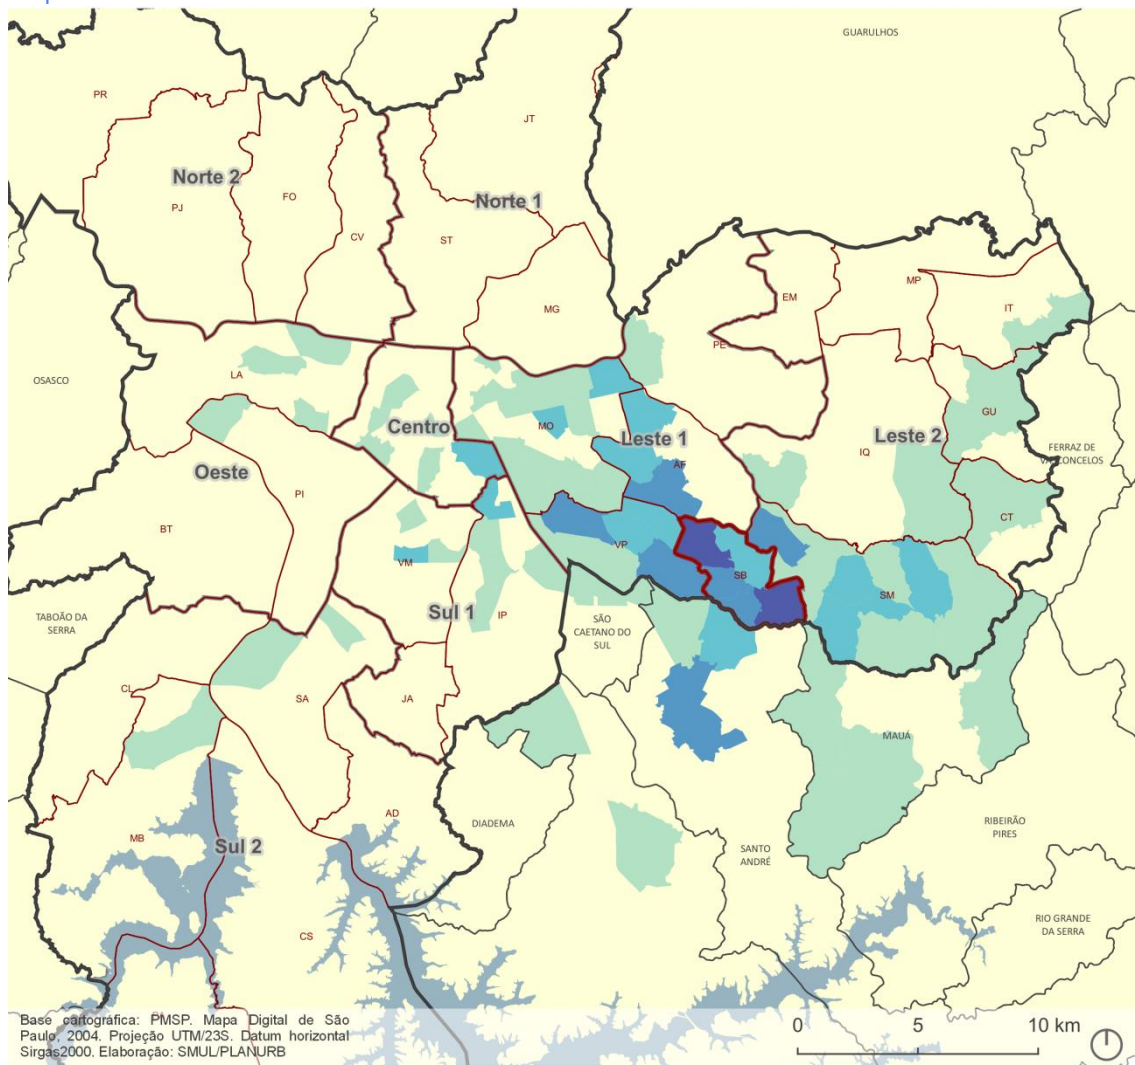 GUARULHOS
PR
JT
Norte 2
FO
Norte 1
PJ
CV
ST
MP
EM
IT
MG
PE
LA
OSASCO
GU
Centro
MO
Leste 1
Leste 2
FERRAZ DE
VASCONCELOS
IQ
AF
Oeste
PI
CT
BT
VP
VM
SB
SM
TABOÃO DA
SERRA
Sul 1
IP
SÃO
CAETANO DO
SUL
CL
SA
JA
MAUÁ
AD
DIADEMA
RIBEIRÃO
PIRES
MB
Sul 2
SANTO
ANDRÉ
RIO GRANDE
DA SERRA
CS
Base cartográfica: PMSP. Mapa Digital de São
Paulo, 2004. Projeção UTM/23S. Datum horizontal
Sirgas2000. Elaboração: SMUL/PLANURB
0 5 10 km